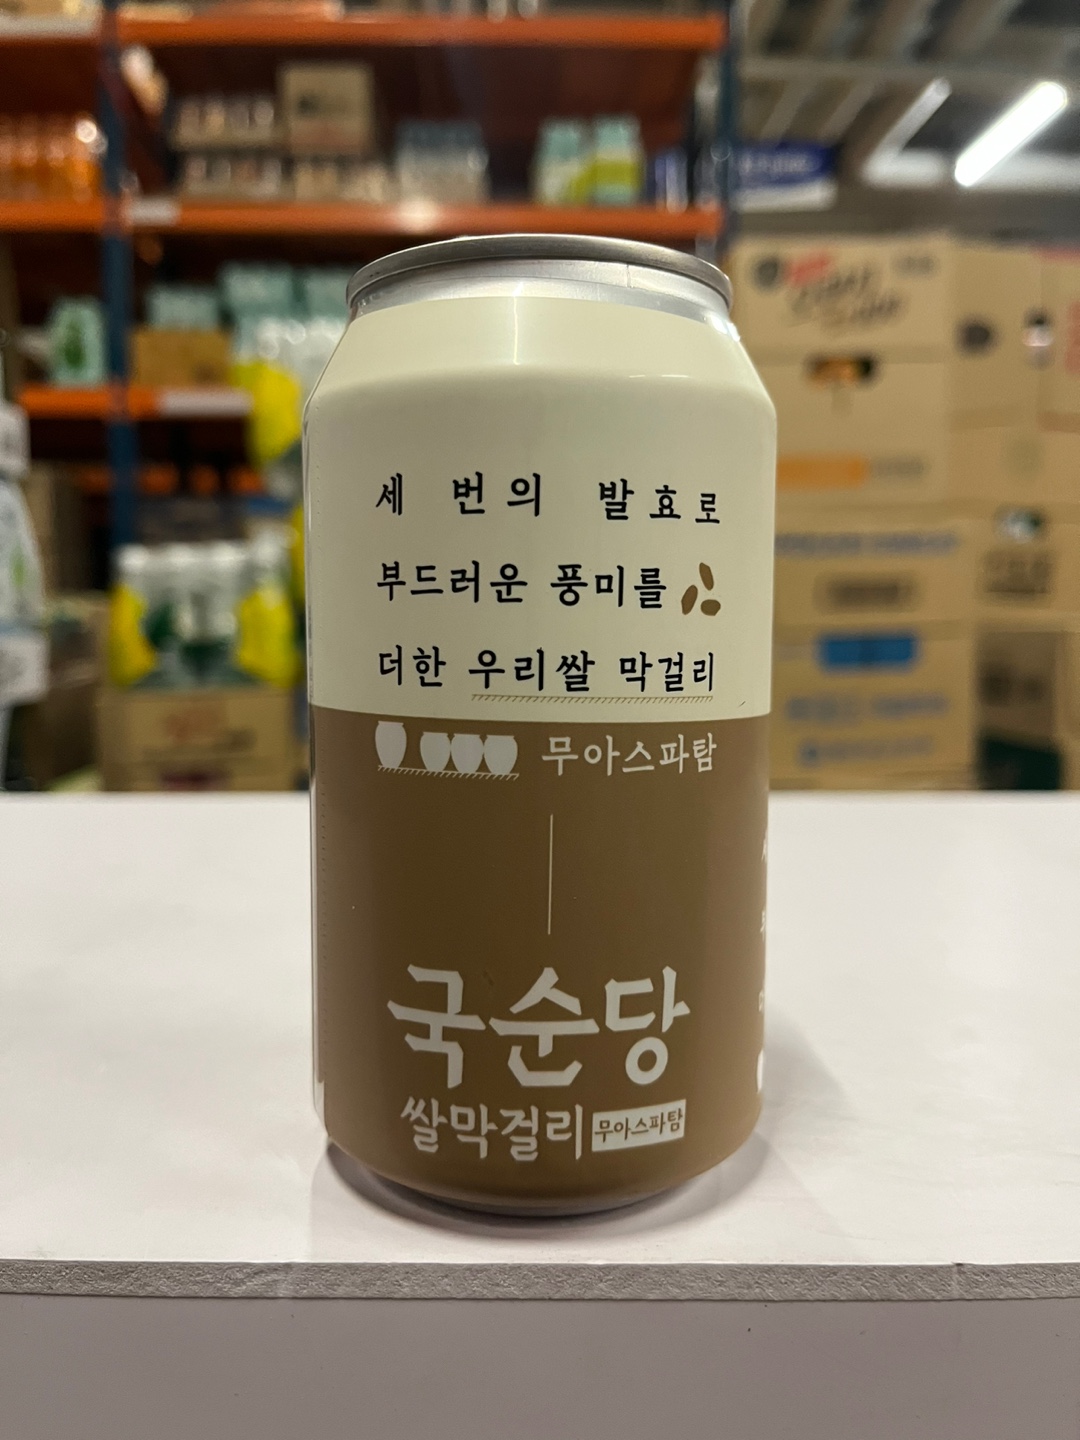 세 번의 발효로
부드러운 풍미를
더한 우리쌀 막걸리
무아스파탐
국순당
쌀막걸리 무아스파탐